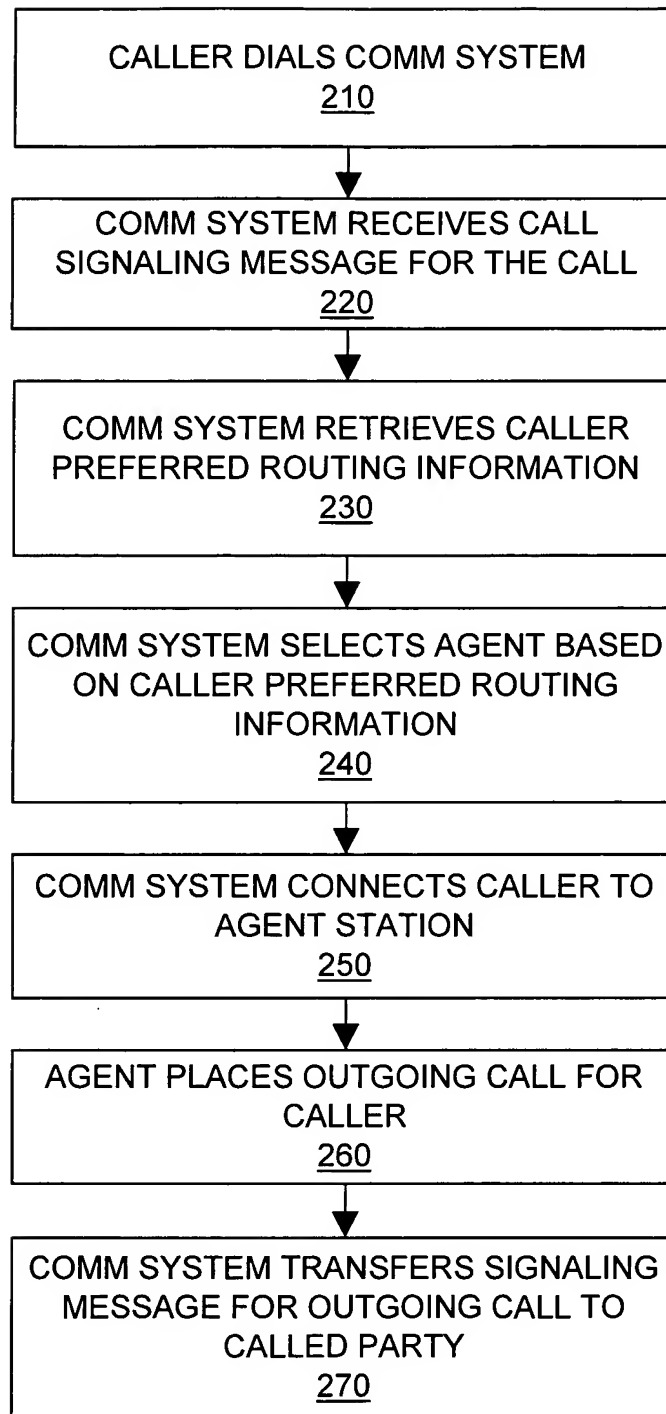 CALLER DIALS COMM SYSTEM
210
COMM SYSTEM RECEIVES CALL
SIGNALING MESSAGE FOR THE CALL
220
COMM SYSTEM RETRIEVES CALLER
PREFERRED ROUTING INFORMATION
230
COMM SYSTEM SELECTS AGENT BASED
ON CALLER PREFERRED ROUTING
INFORMATION
240
COMM SYSTEM CONNECTS CALLER TO
AGENT STATION
250
AGENT PLACES OUTGOING CALL FOR
CALLER
260
COMM SYSTEM TRANSFERS SIGNALING
MESSAGE FOR OUTGOING CALL TO
CALLED PARTY
270